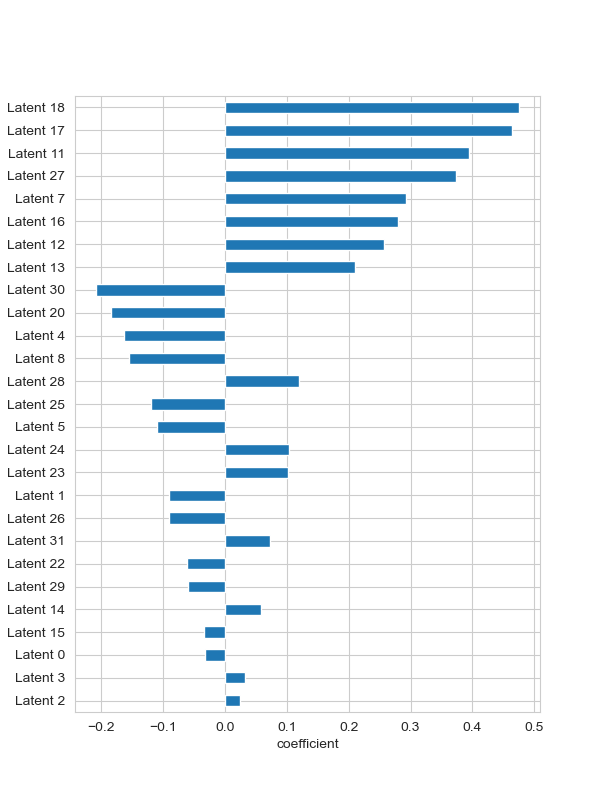 Latent 18
Latent 17
Latent 11
Latent 27
Latent 7
Latent 16
Latent 12
Latent 13
Latent 30
Latent 20
Latent 4
Latent 8
Latent 28
Latent 25
Latent 5
Latent 24
Latent 23
Latent 1
Latent 26
Latent 31
Latent 22
Latent 29
Latent 14
Latent 15
Latent 0
Latent 3
Latent 2
−0.2 −0.1 0.0 0.1 0.2 0.3 0.4 0.5
coefficient